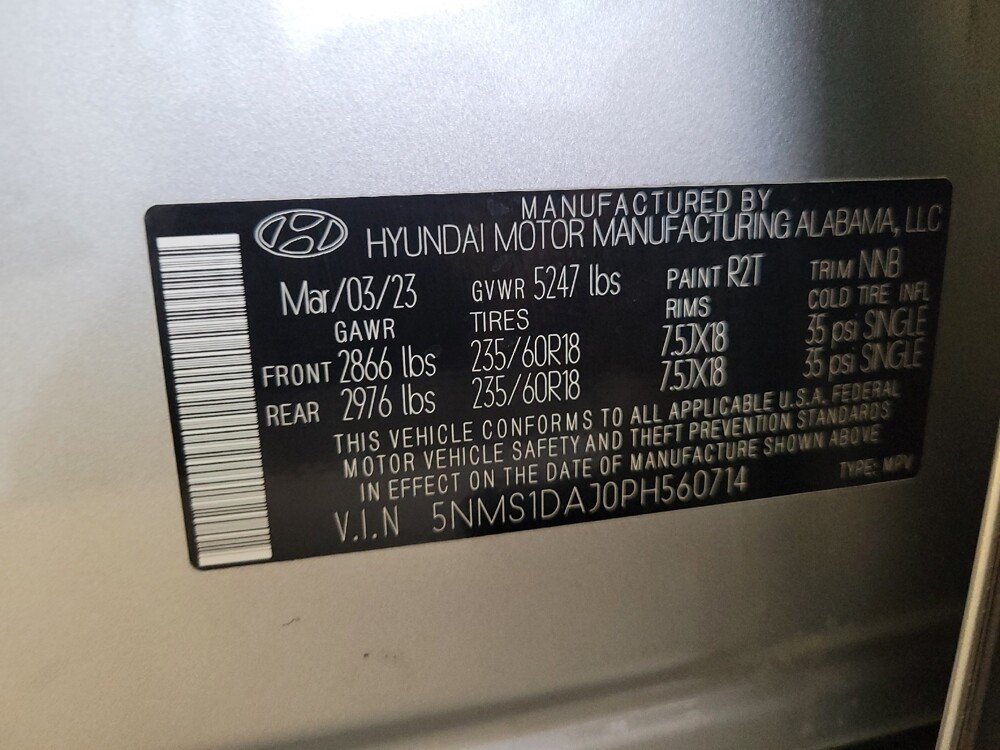 MANUFACTURED BY
HYUNDAI MOTOR MANUFACTURING ALABAMA, LLC
Mar/03/23 GVWR 5247 lbs PAINT R2T TRIM NNB
GAWR TIRES RIMS COLD TIRE INFL
FRONT 2866 lbs 235/60R18 7.5JX18 35 psi SINGLE
REAR 2976 lbs 235/60R18 7.5JX18 35 psi SINGLE
THIS VEHICLE CONFORMS TO ALL APPLICABLE U.S.A. FEDERAL
MOTOR VEHICLE SAFETY AND THEFT PREVENTION STANDARDS
IN EFFECT ON THE DATE OF MANUFACTURE SHOWN ABOVE
V.I.N 5NMS1DAJ0PH560714 TYPE: MPV